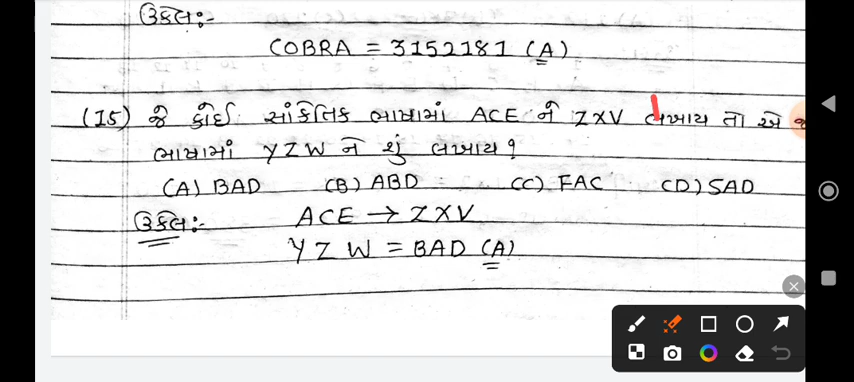 ઉકેલઃ-
COBRA = 3152181 (A)
(15) જે કોઈ સાંકેતિક ભાષામાં ACE ને ZXV લખાય તો એ જ
ભાષામાં YZW ને શું લખાય ?
(A) BAD (B) ABD (C) FAC (D) SAD
ઉકેલઃ- ACE → ZXV
YZW = BAD (A)